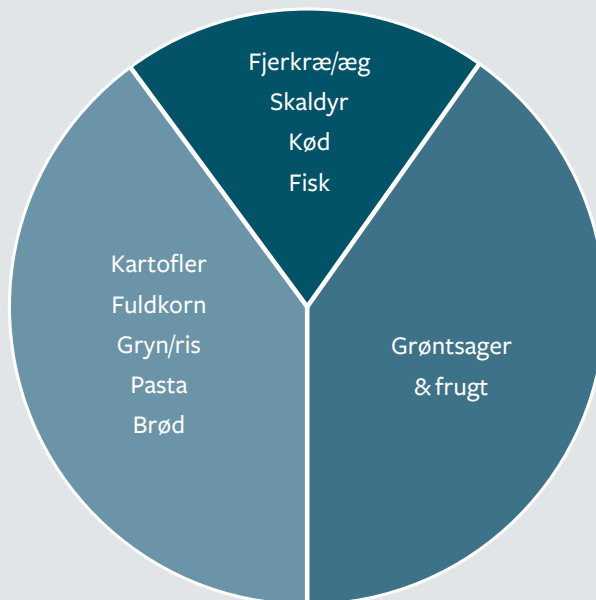 Fjerkræ/æg
Skaldyr
Kød
Fisk
Kartofler
Fuldkorn
Gryn/ris
Pasta
Brød
Grøntsager
& frugt